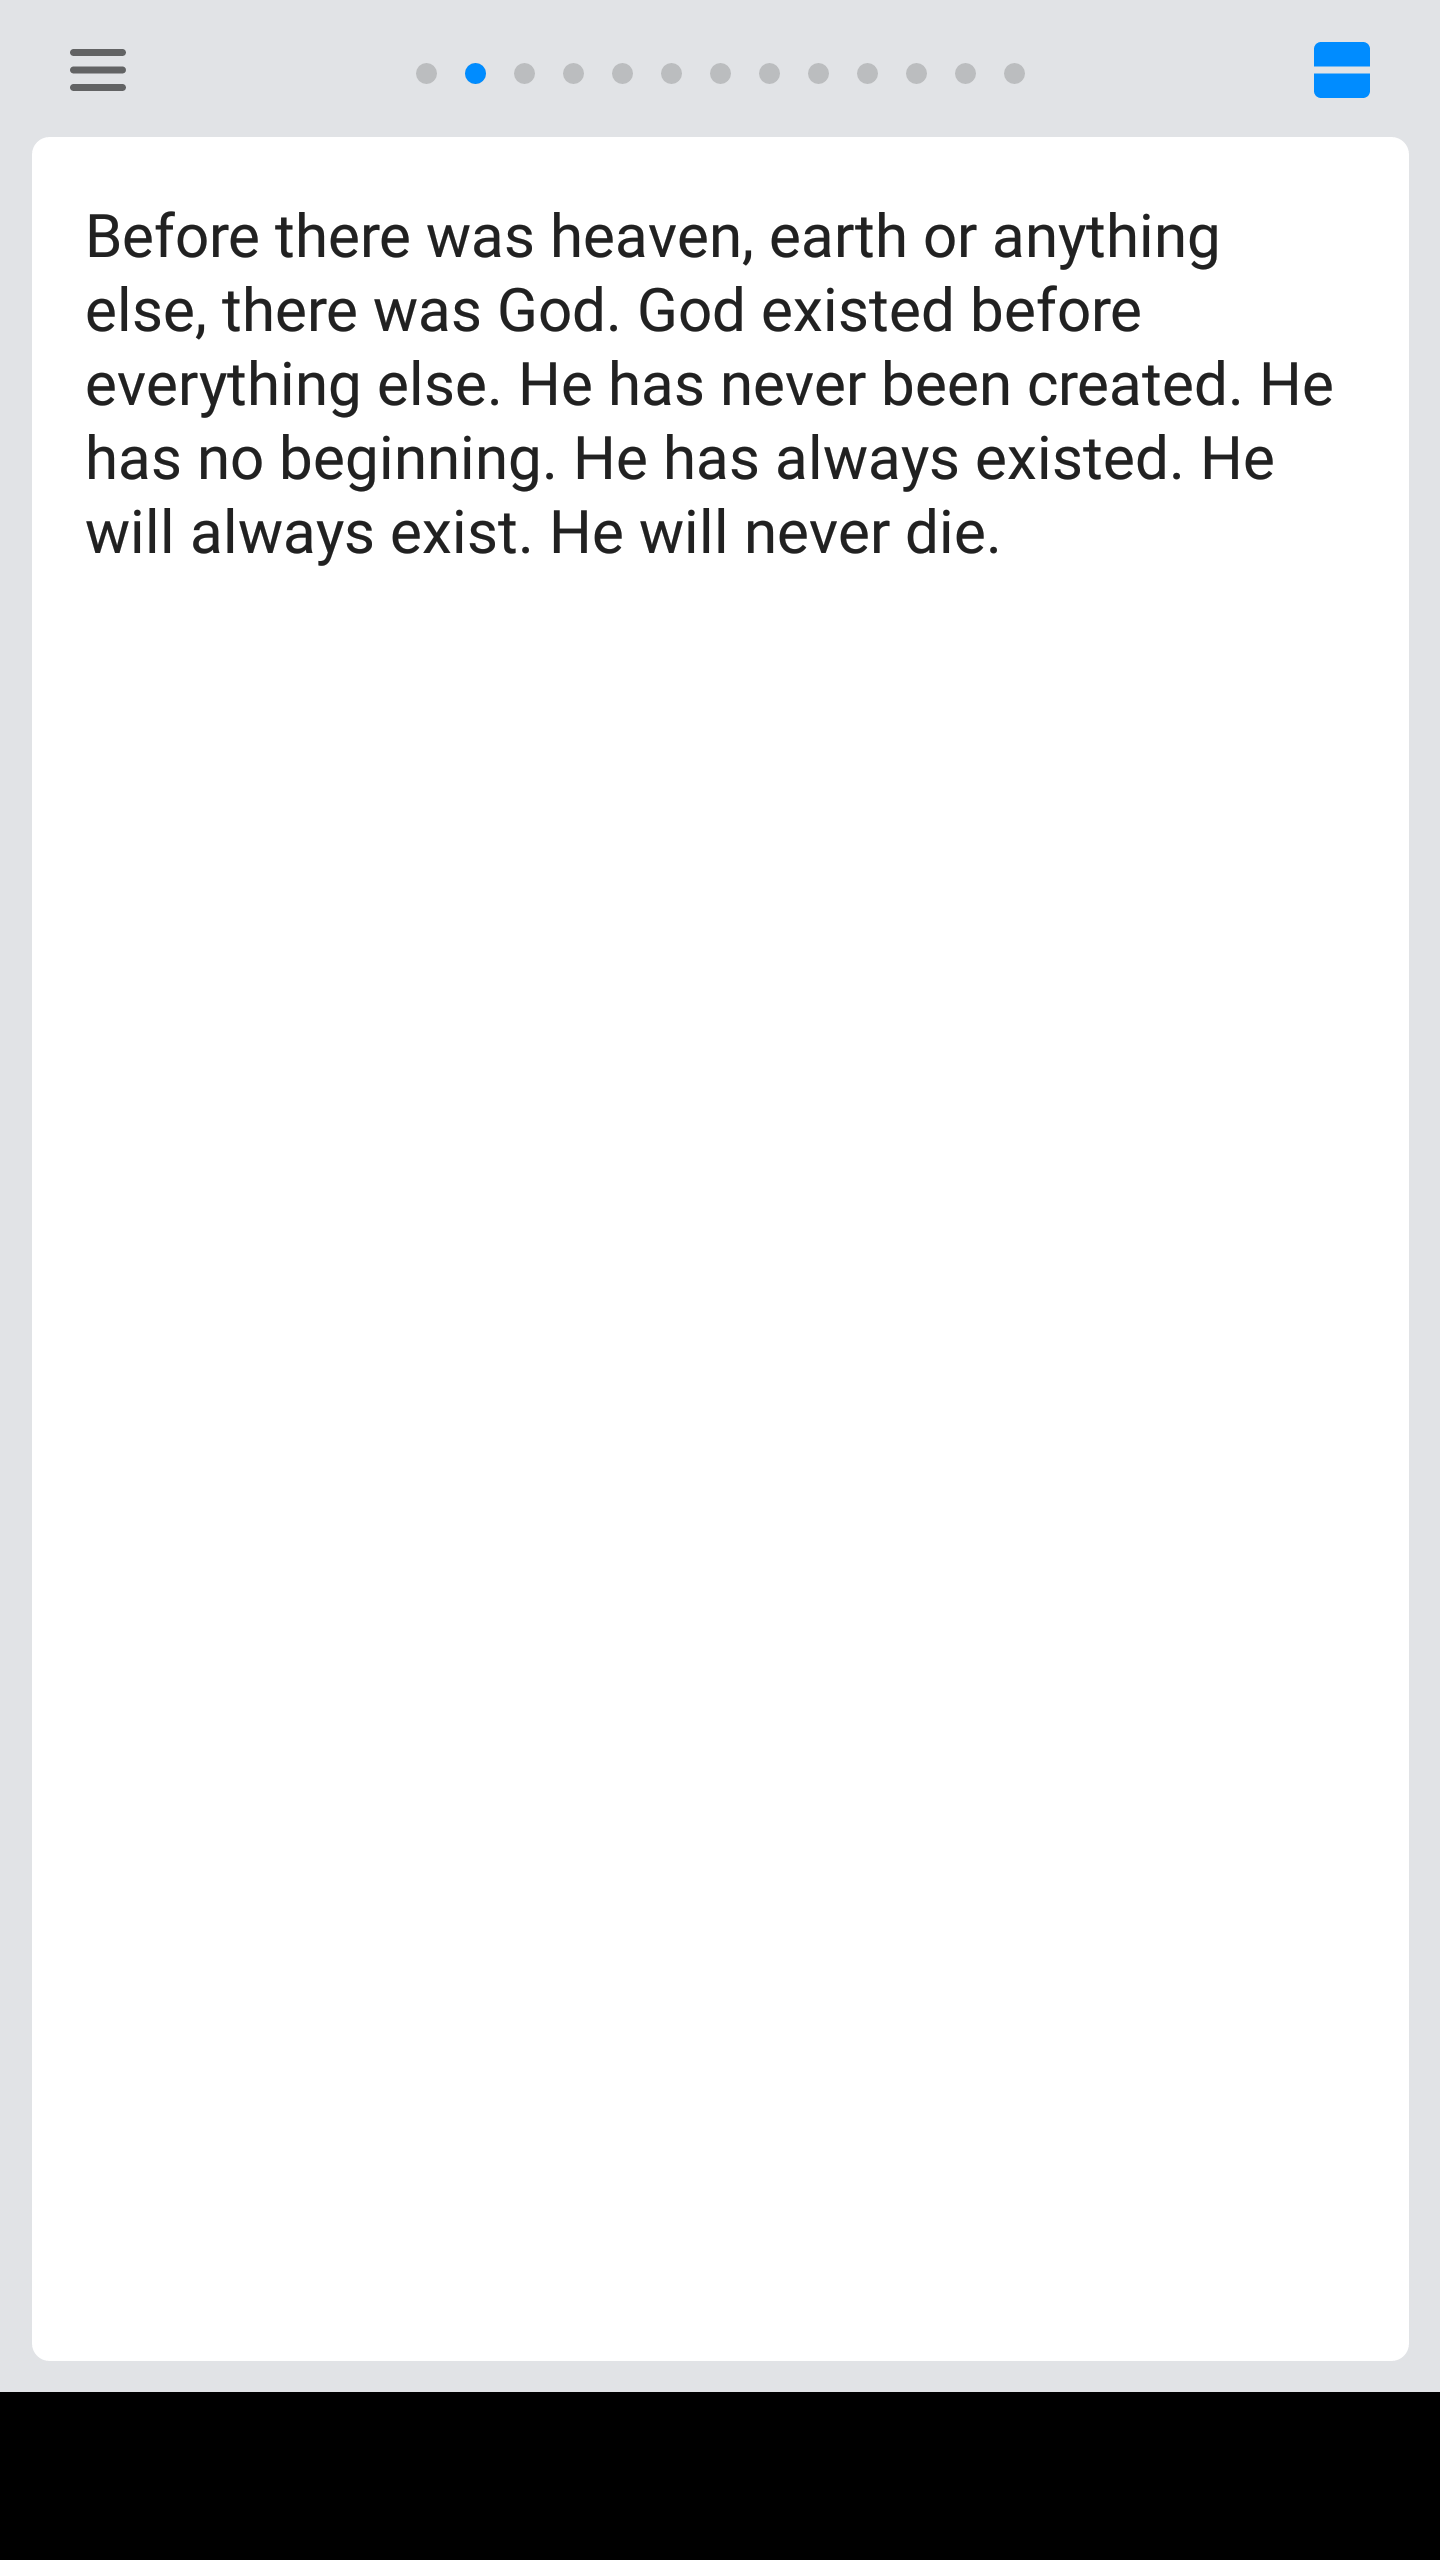 Before there was heaven, earth or anything
else, there was God. God existed before
everything else. He has never been created. He
has no beginning. He has always existed. He
will always exist. He will never die.